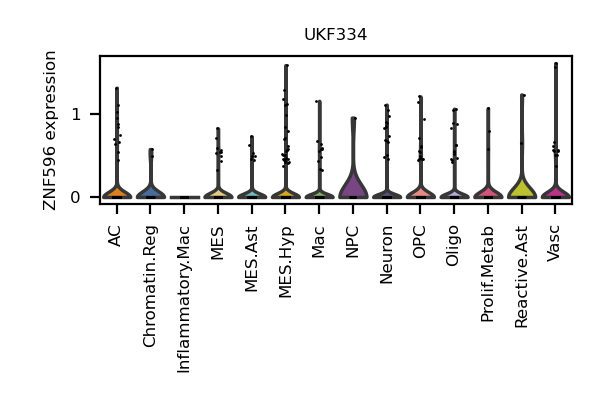 UKF334
ZNF596 expression
1
0
AC
Chromatin.Reg
Inflammatory.Mac
MES
MES.Ast
MES.Hyp
Mac
NPC
Neuron
OPC
Oligo
Prolif.Metab
Reactive.Ast
Vasc